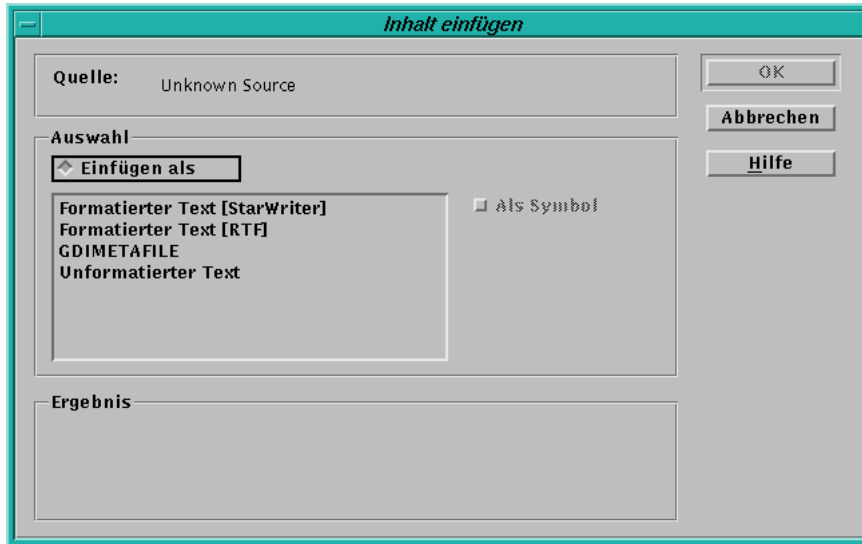 Inhalt einfügen
Quelle:
Unknown Source
OK
Abbrechen
Hilfe
Auswahl
Einfügen als
Formatierter Text [StarWriter]
Formatierter Text [RTF]
GDIMETAFILE
Unformatierter Text
Als Symbol
Ergebnis